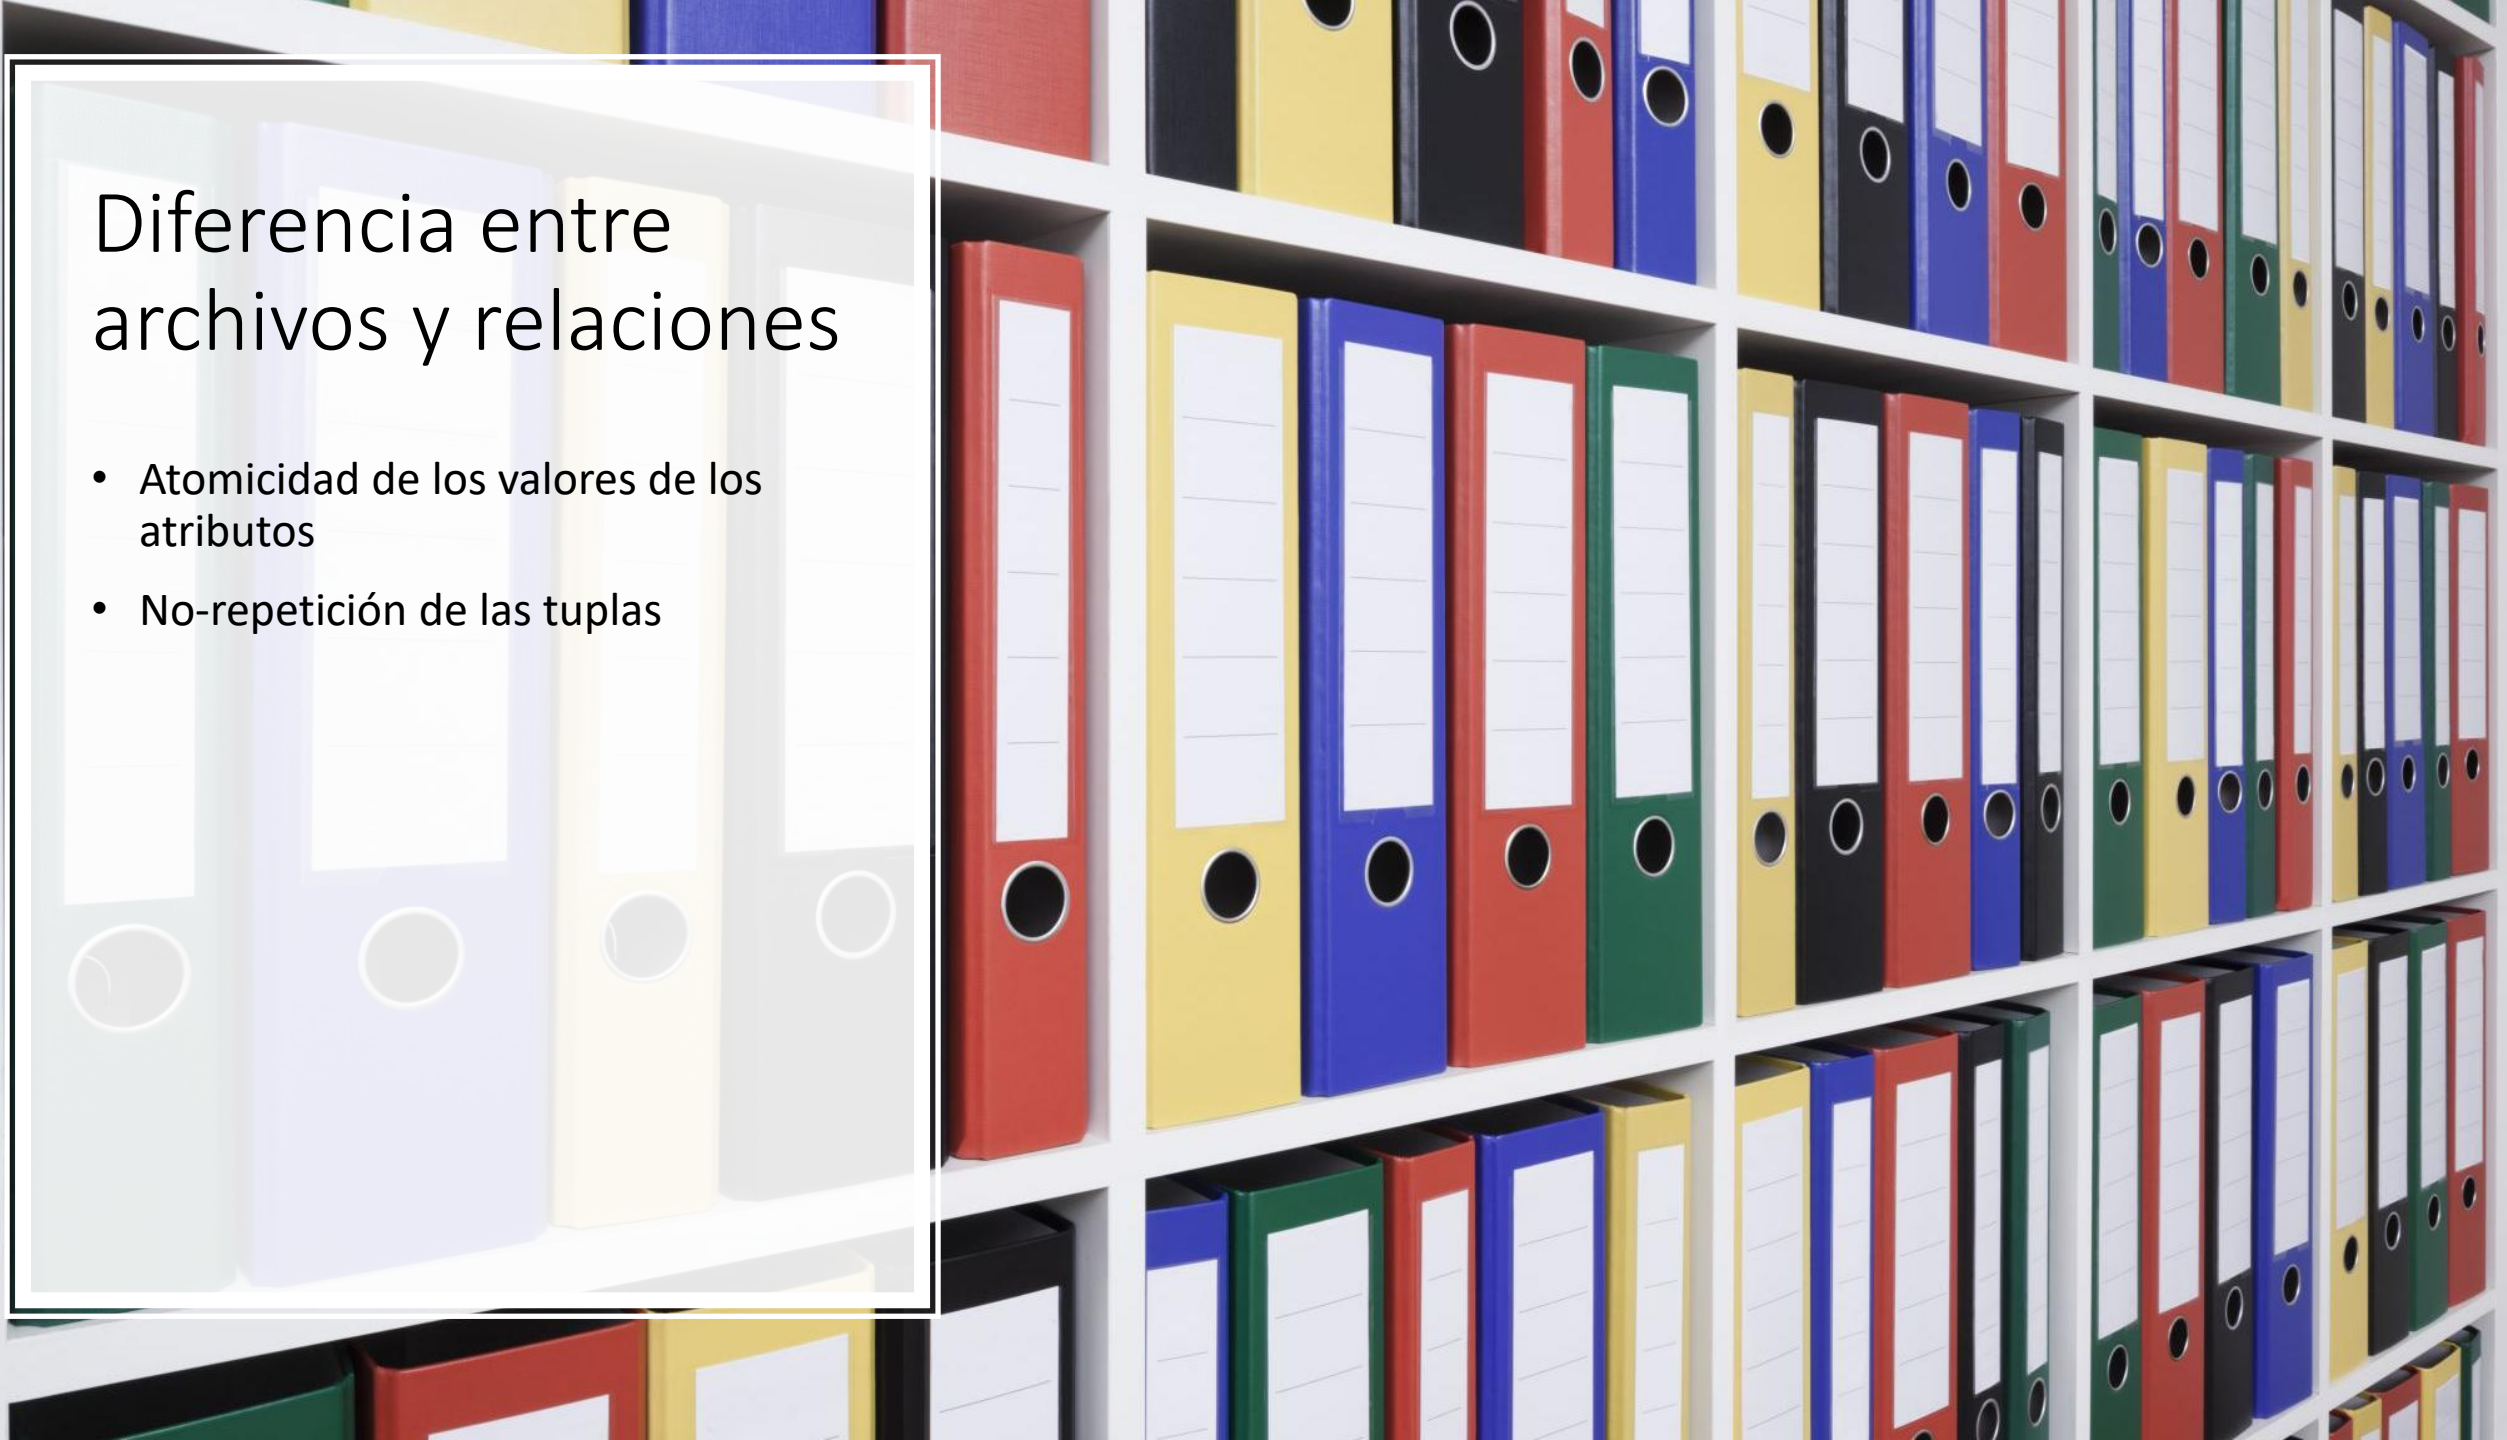 Diferencia entre
archivos y relaciones
• Atomicidad de los valores de los
atributos
• No-repetición de las tuplas